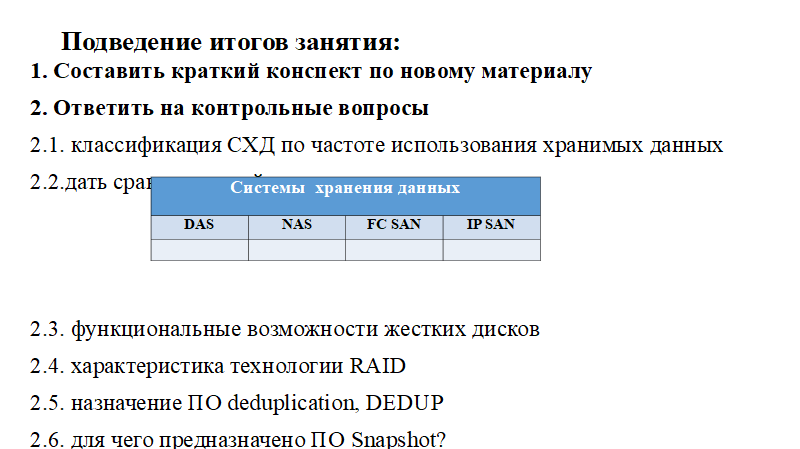 Подведение итогов занятия:
1. Составить краткий конспект по новому материалу
2. Ответить на контрольные вопросы
2.1. классификация СХД по частоте использования хранимых данных
2.2.дать
Системы хранения данных
DAS NAS FC SAN IP SAN
2.3. функциональные возможности жестких дисков
2.4. характеристика технологии RAID
2.5. назначение ПО deduplication, DEDUP
2.6. для чего предназначено ПО Snapshot?